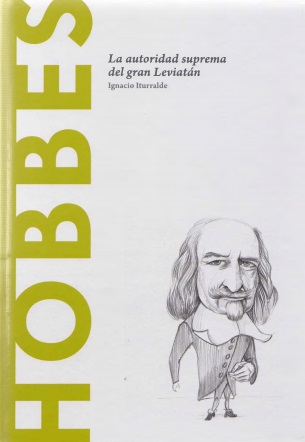 HOBBES
La autoridad suprema
del gran Leviatán
Ignacio Iturralde